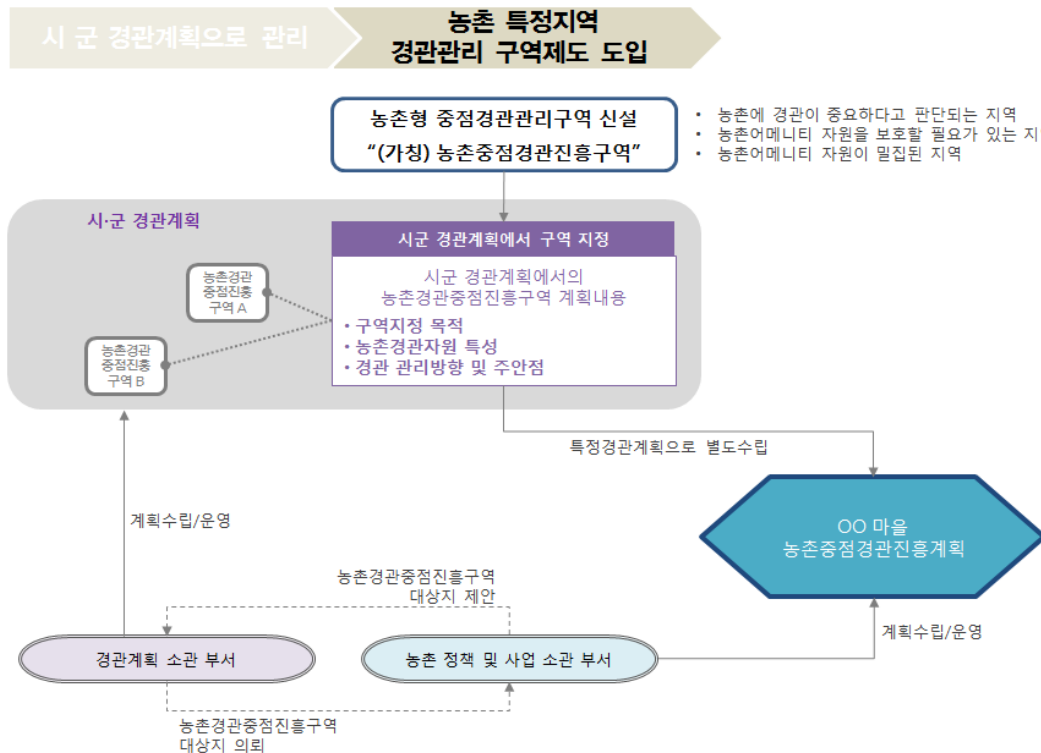 시 군 경관계획으로 관리
농촌 특정지역
경관관리 구역제도 도입
농촌형 중점경관관리구역 신설
“(가칭) 농촌중점경관진흥구역”
• 농촌에 경관이 중요하다고 판단되는 지역
• 농촌어메니티 자원을 보호할 필요가 있는 지
• 농촌어메니티 자원이 밀집된 지역
시·군 경관계획
시군 경관계획에서 구역 지정
시군 경관계획에서의
농촌경관중점진흥구역 계획내용
• 구역지정 목적
• 농촌경관자원 특성
• 경관 관리방향 및 주안점
농촌경관
중점진흥
구역 A
농촌경관
중점진흥
구역 B
특정경관계획으로 별도수립
계획수립/운영
OO 마을
농촌중점경관진흥계획
농촌경관중점진흥구역
대상지 제안
계획수립/운영
경관계획 소관 부서
농촌 정책 및 사업 소관 부서
농촌경관중점진흥구역
대상지 의뢰